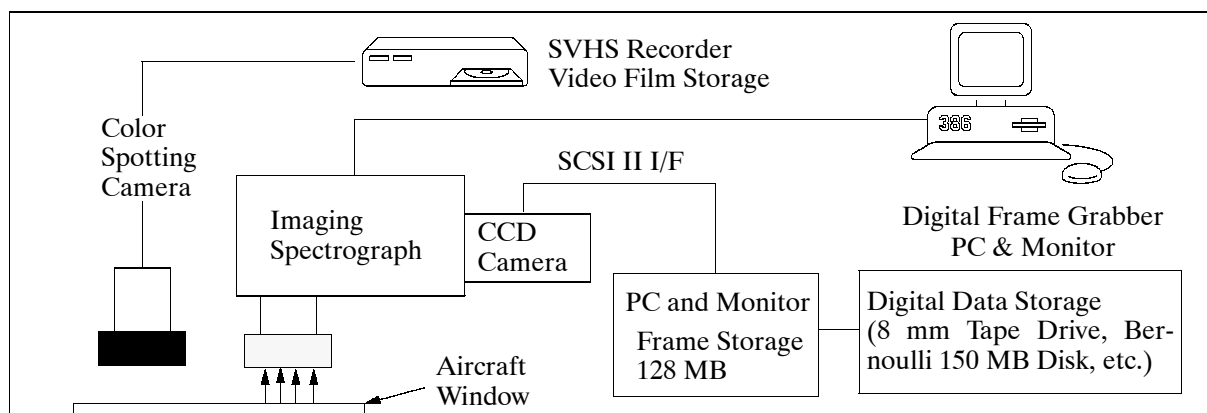 SVHS Recorder
Video Film Storage
Color
Spotting
Camera
386
SCSI II I/F
Imaging
Spectrograph
CCD
Camera
Digital Frame Grabber
PC & Monitor
PC and Monitor
Frame Storage
128 MB
Digital Data Storage
(8 mm Tape Drive, Ber-
noulli 150 MB Disk, etc.)
Aircraft
Window